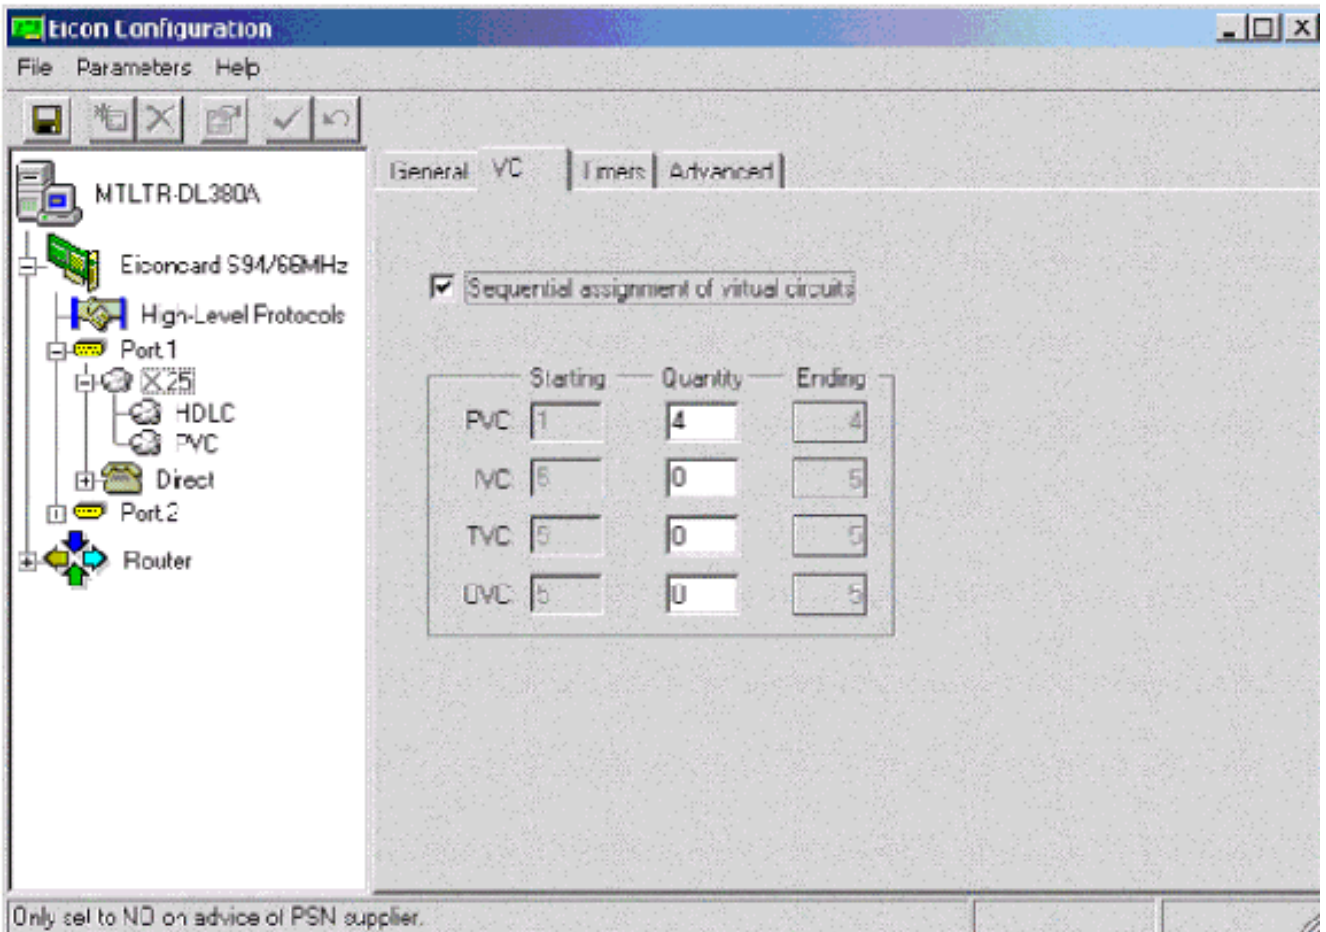 Eicon Configuration
File Parameters Help
General VC Timers Advanced
MTLTR-DL380A
Eiconcard S94/66MHz
High-Level Protocols
Port.1
X.25
HDLC
PVC
Direct
Port.2
Router
Sequential assignment of virtual circuits
Starting Quantity Ending
PVC 1 4 4
IVC 0 5
TVC 5 0 5
OVC 5 0 5
Only set to NO on advice of PSN supplier.